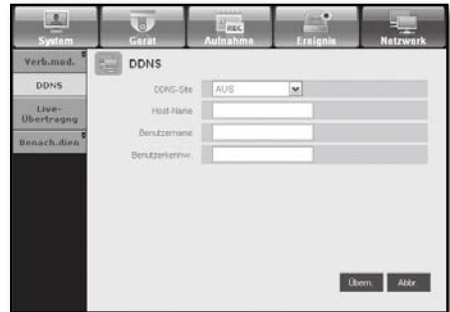 System
Gerät
REC
Aufnahme
Ereignis
Netzwerk
Verb.mod.
DDNS
Live-
Übertragng
Benach.dien
DDNS
DDNS-Site
AUS
Host-Name
Benutzername
Benutzerkennw.
Übern.
Abbr.